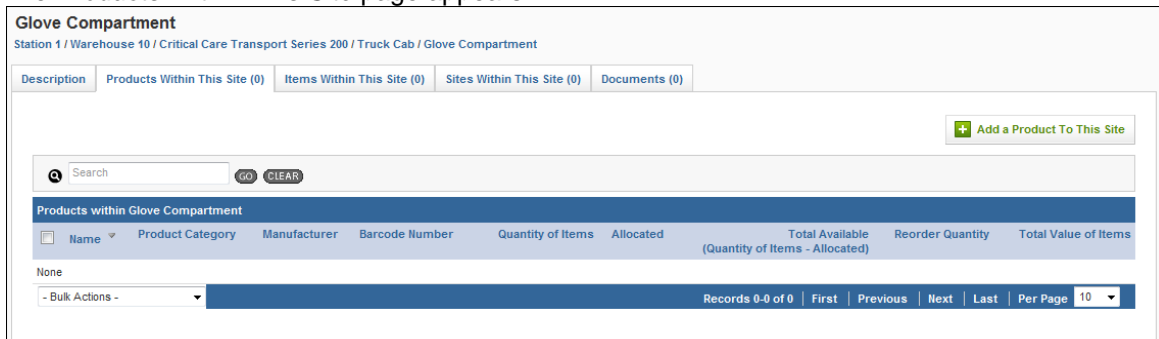 Glove Compartment
Station 1 / Warehouse 10 / Critical Care Transport Series 200 / Truck Cab / Glove Compartment
Description Products Within This Site (0) Items Within This Site (0) Sites Within This Site (0) Documents (0)
Add a Product To This Site
Search GO CLEAR
Products within Glove Compartment
Name Product Category Manufacturer Barcode Number Quantity of Items Allocated Total Available Reorder Quantity Total Value of Items
(Quantity of Items - Allocated)
None
- Bulk Actions - Records 0-0 of 0 | First | Previous | Next | Last | Per Page 10